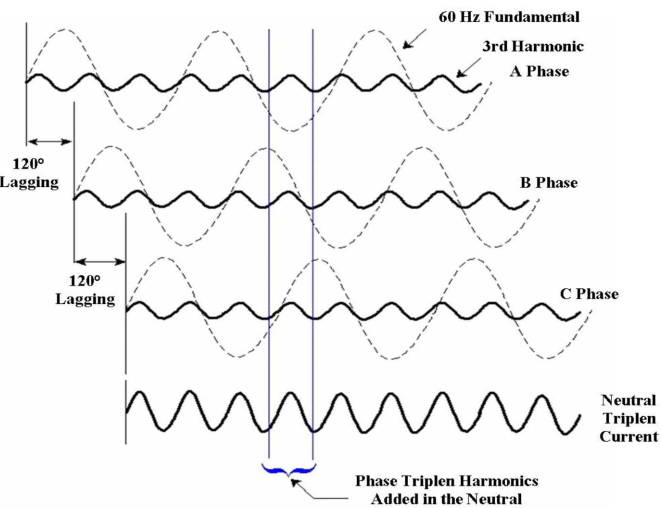 60 Hz Fundamental
3rd Harmonic
A Phase
120°
Lagging
B Phase
120°
Lagging
C Phase
Neutral
Triplen
Current
Phase Triplen Harmonics
Added in the Neutral